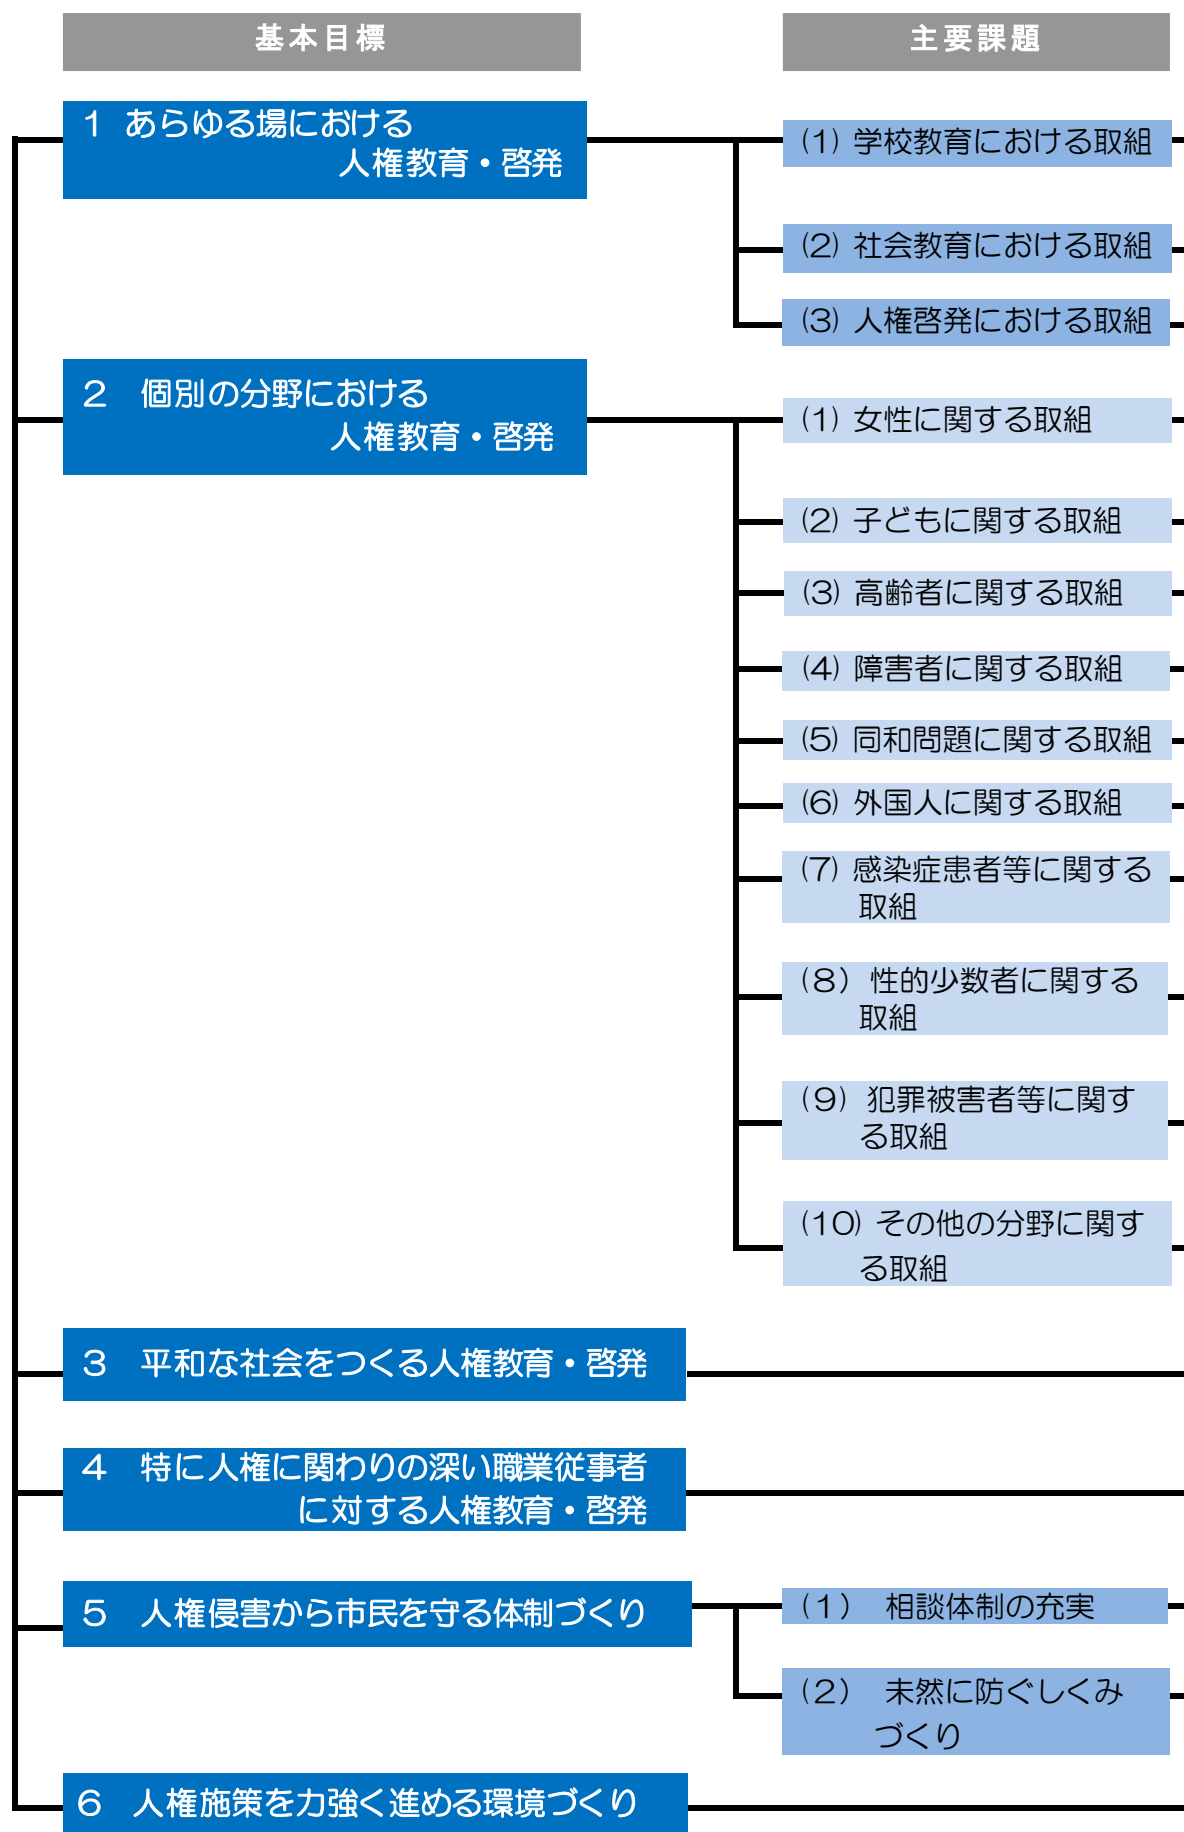 基本目標
主要課題
1 あらゆる場における
人権教育・啓発
(1) 学校教育における取組
(2) 社会教育における取組
(3) 人権啓発における取組
2 個別の分野における
人権教育・啓発
(1) 女性に関する取組
(2) 子どもに関する取組
(3) 高齢者に関する取組
(4) 障害者に関する取組
(5) 同和問題に関する取組
(6) 外国人に関する取組
(7) 感染症患者等に関する
取組
(8) 性的少数者に関する
取組
(9) 犯罪被害者等に関す
る取組
(10) その他の分野に関す
る取組
3 平和な社会をつくる人権教育・啓発
4 特に人権に関わりの深い職業従事者
に対する人権教育・啓発
5 人権侵害から市民を守る体制づくり
(1) 相談体制の充実
(2) 未然に防ぐしくみ
づくり
6 人権施策を力強く進める環境づくり